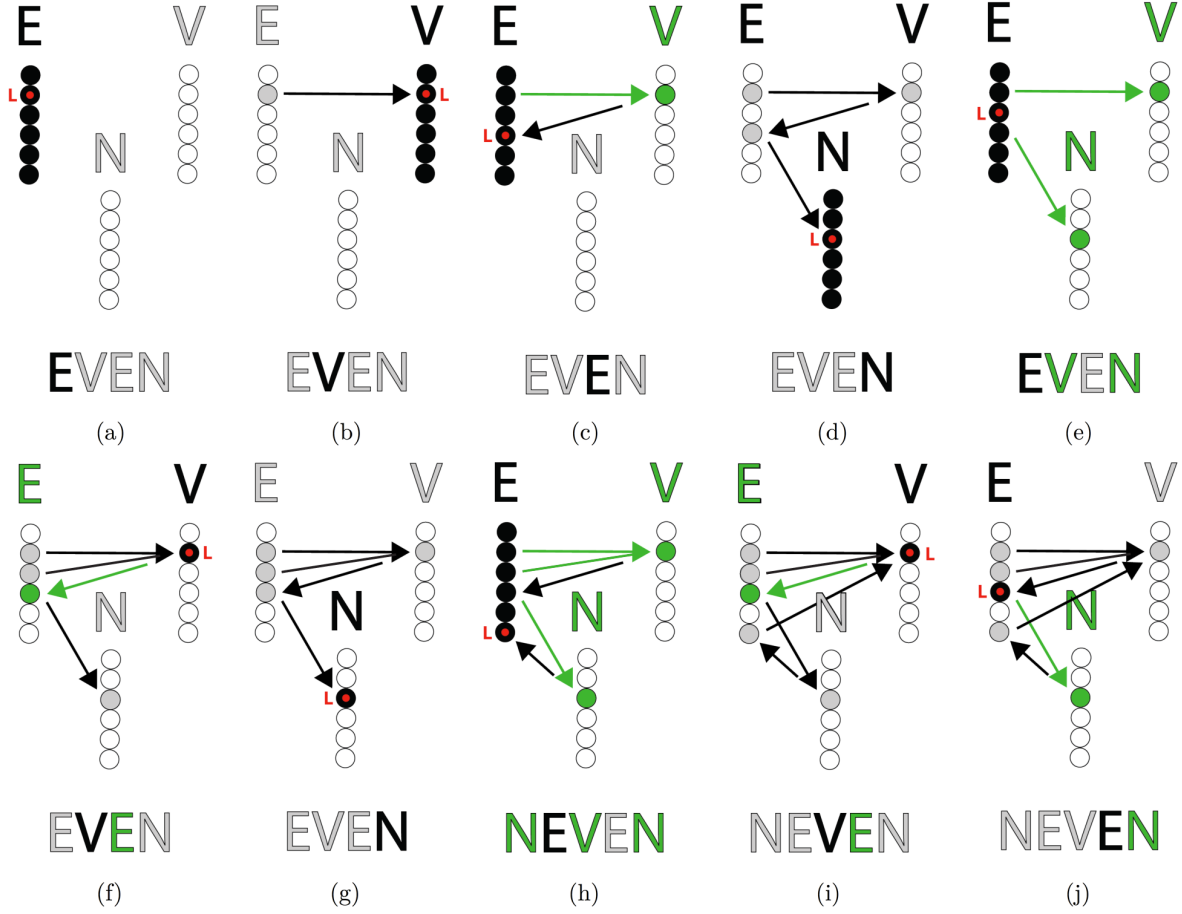 E V E V E V E V E V
L L
N N N L N N
L L
EVEN EVEN EVEN EVEN EVEN
(a) (b) (c) (d) (e)
E V E V E V E V E V
L L
N N N N N L
L L
EVEN EVEN NEVEN NEVEN NEVEN
(f) (g) (h) (i) (j)